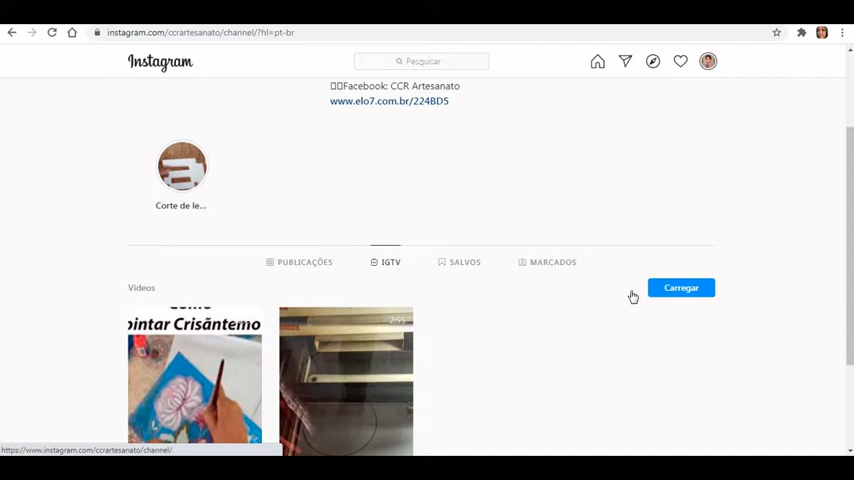 instagram.com/ccrartesanato/channel/?hl=pt-br
Instagram
Pesquisar
Facebook: CCR Artesanato
www.elo7.com.br/224BD5
Corte de le...
PUBLICAÇÕES IGTV SALVOS MARCADOS
Vídeos
Carregar
Como
pintar Crisântemo
2:55
https://www.instagram.com/ccrartesanato/channel/